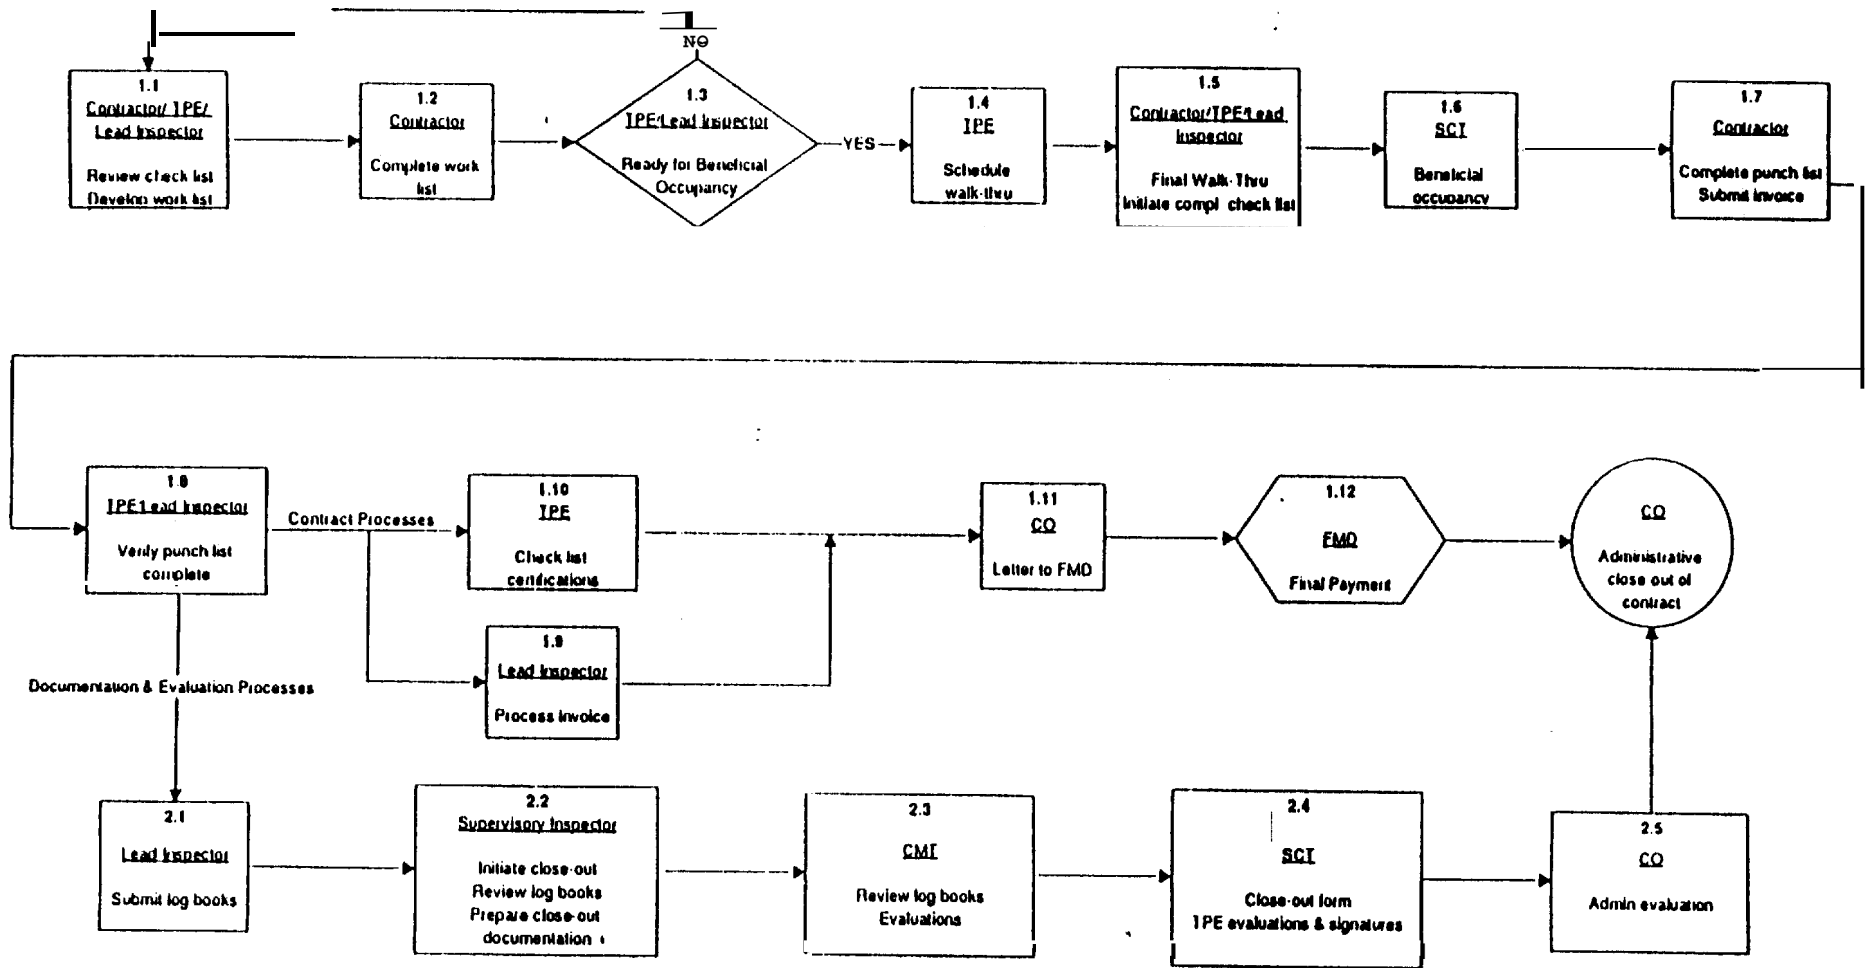 NO
1.1
Contractor/ TPE/
Lead Inspector
Review check list
Develop work list
1.2
Contractor
Complete work
list
1.3
TPE/Lead Inspector
Ready for Beneficial
Occupancy
YES
1.4
TPE
Schedule
walk-thru
1.5
Contractor/TPE/Lead
Inspector
Final Walk-Thru
Initiate compl. check list
1.6
SCT
Beneficial
occupancy
1.7
Contractor
Complete punch list
Submit Invoice
1.8
TPE/Lead Inspector
Verify punch list
complete
Contract Processes
1.10
TPE
Check list
certifications
1.9
Lead Inspector
Process Invoice
1.11
CO
Letter to FMD
1.12
FMD
Final Payment
CO
Administrative
close out of
contract
Documentation & Evaluation Processes
2.1
Lead Inspector
Submit log books
2.2
Supervisory Inspector
Initiate close-out
Review log books
Prepare close-out
documentation
2.3
CMT
Review log books
Evaluations
2.4
SCT
Close-out form
TPE evaluations & signatures
2.5
CO
Admin evaluation